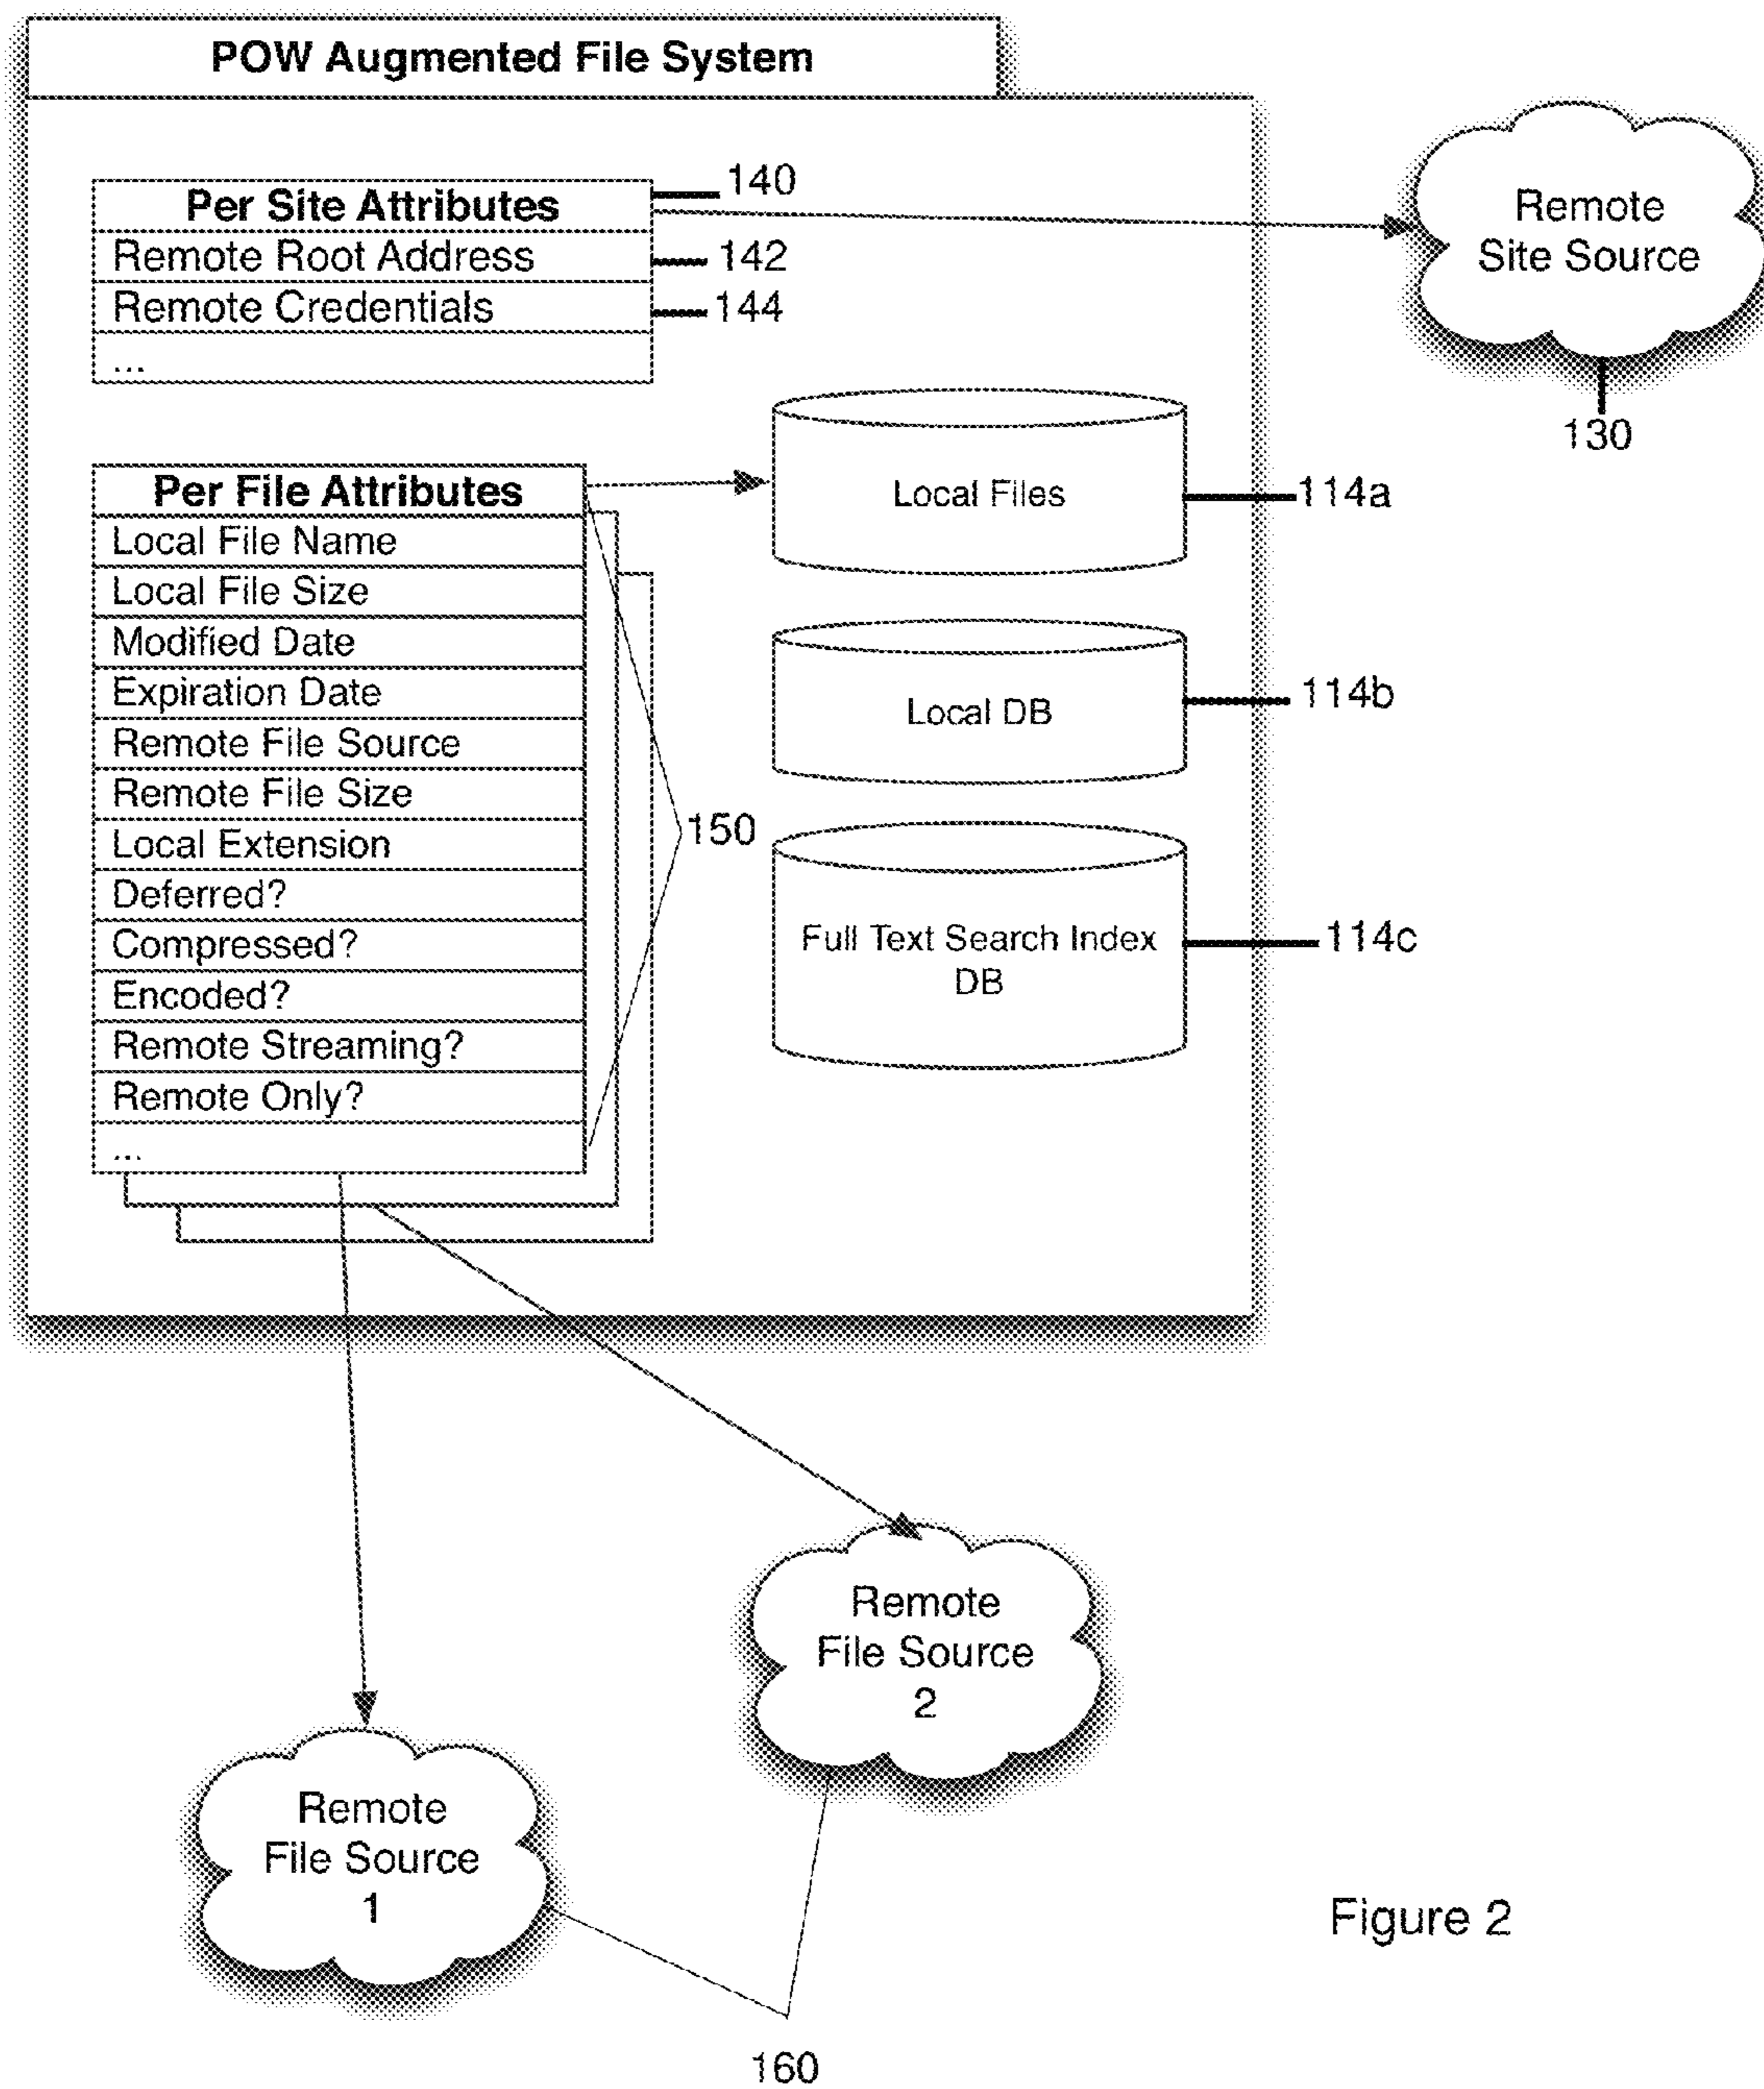 POW Augmented File System
Per Site Attributes
140
Remote Root Address
142
Remote Credentials
144
...
Remote
Site Source
130
Per File Attributes
Local File Name
Local File Size
Modified Date
Expiration Date
Remote File Source
Remote File Size
Local Extension
Deferred?
Compressed?
Encoded?
Remote Streaming?
Remote Only?
...
150
Local Files
114a
Local DB
114b
Full Text Search Index
DB
114c
Remote
File Source
2
Remote
File Source
1
160
Figure 2